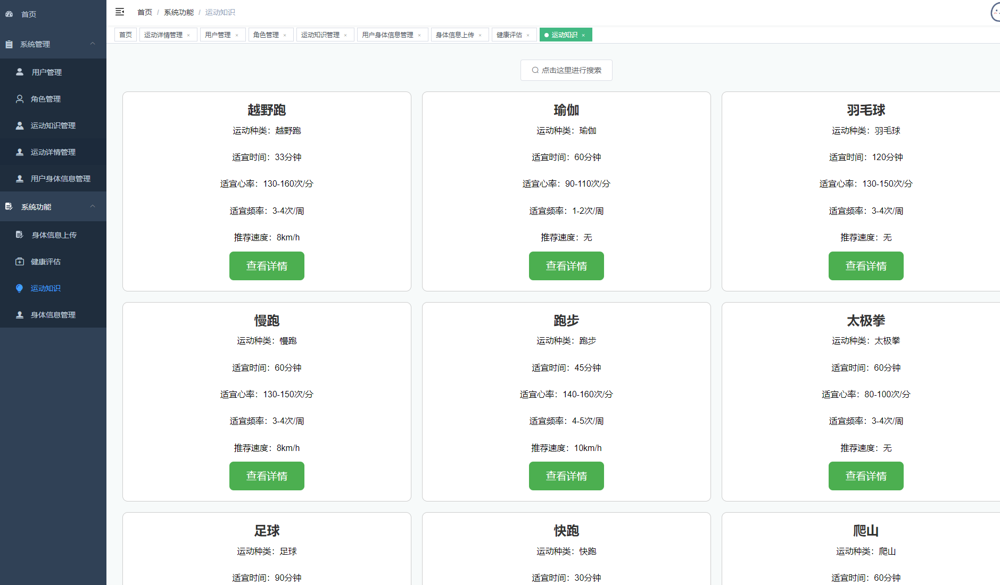 首页
系统管理
用户管理
角色管理
运动知识管理
运动详情管理
用户身体信息管理
系统功能
身体信息上传
健康评估
运动知识
身体信息管理
首页 / 系统功能 / 运动知识
首页 运动详情管理 × 用户管理 × 角色管理 × 运动知识管理 × 用户身体信息管理 × 身体信息上传 × 健康评估 × 运动知识 ×
点击这里进行搜索
越野跑
运动种类：越野跑
适宜时间：33分钟
适宜心率：130-160次/分
适宜频率：3-4次/周
推荐速度：8km/h
查看详情
瑜伽
运动种类：瑜伽
适宜时间：60分钟
适宜心率：90-110次/分
适宜频率：1-2次/周
推荐速度：无
查看详情
羽毛球
运动种类：羽毛球
适宜时间：120分钟
适宜心率：130-150次/分
适宜频率：3-4次/周
推荐速度：无
查看详情
慢跑
运动种类：慢跑
适宜时间：60分钟
适宜心率：130-150次/分
适宜频率：3-4次/周
推荐速度：8km/h
查看详情
跑步
运动种类：跑步
适宜时间：45分钟
适宜心率：140-160次/分
适宜频率：4-5次/周
推荐速度：10km/h
查看详情
太极拳
运动种类：太极拳
适宜时间：60分钟
适宜心率：80-100次/分
适宜频率：3-4次/周
推荐速度：无
查看详情
足球
运动种类：足球
适宜时间：90分钟
快跑
运动种类：快跑
适宜时间：30分钟
爬山
运动种类：爬山
适宜时间：60分钟